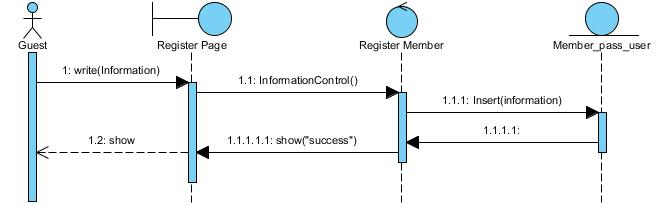 Guest
Register Page
Register Member
Member_pass_user
1: write(Information)
1.1: InformationControl()
1.1.1: Insert(information)
1.1.1.1:
1.1.1.1.1: show("success")
1.2: show